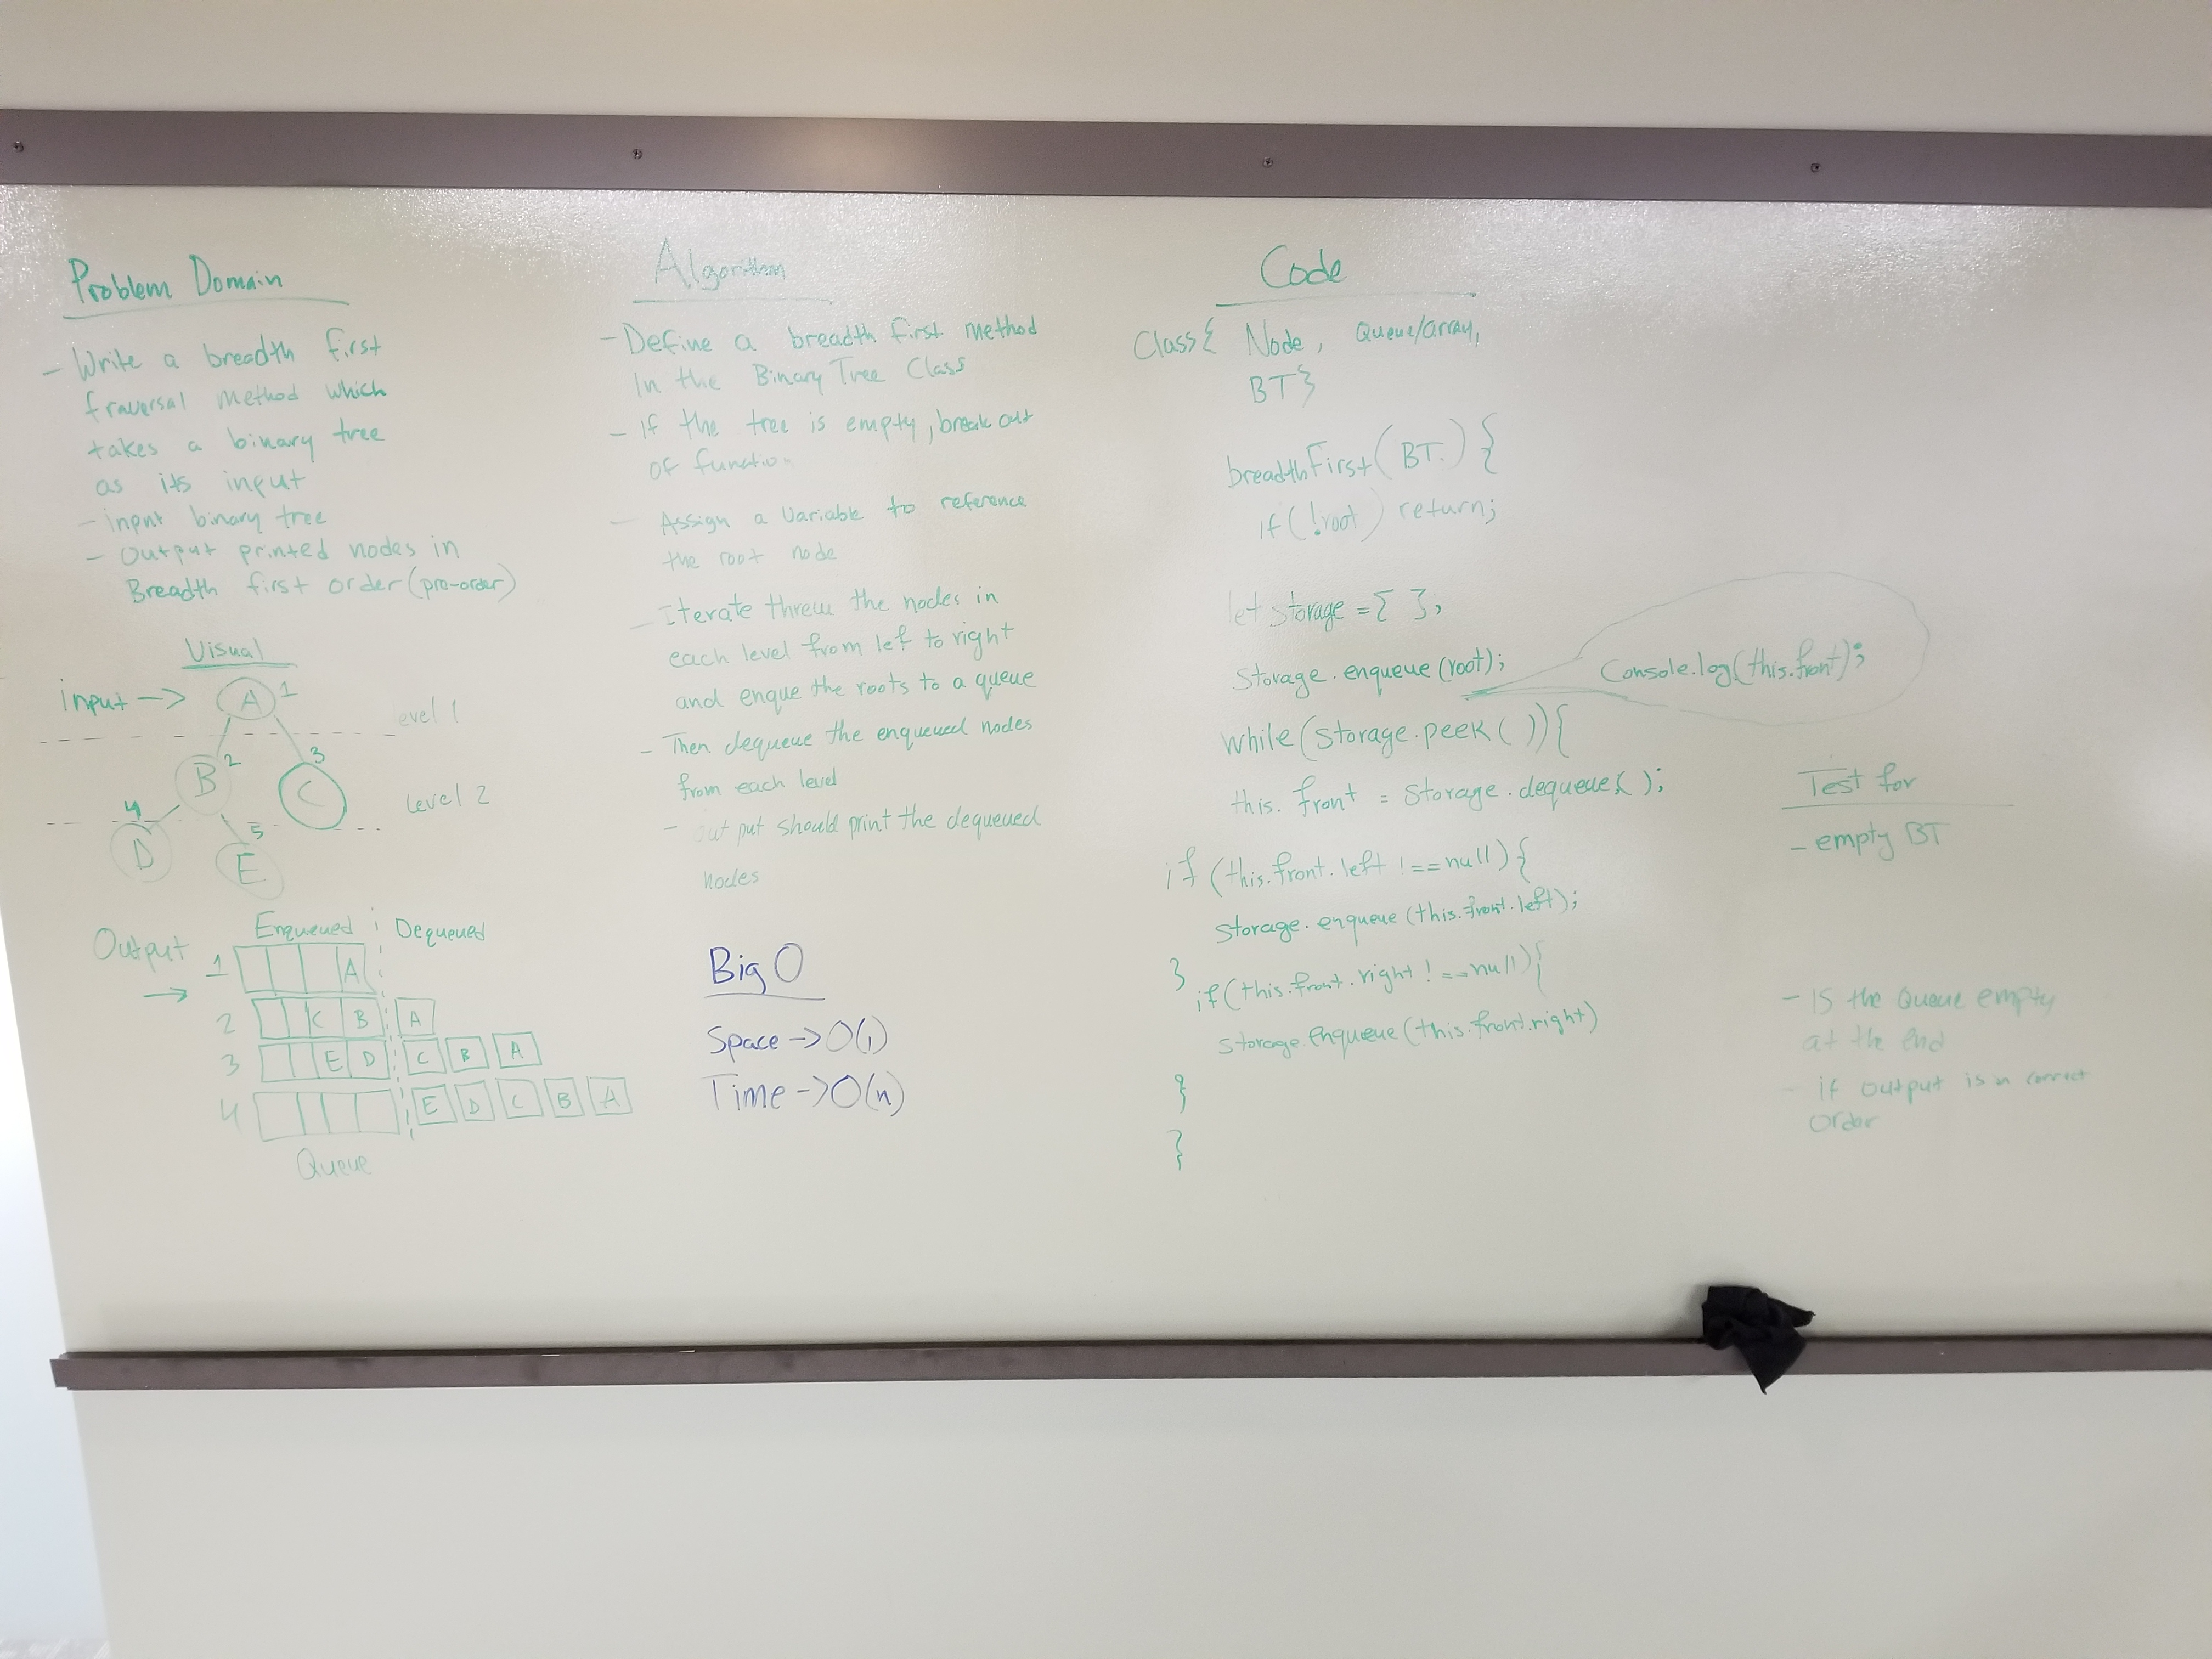 Problem Domain
- Write a breadth first
traversal method which
takes a binary tree
as its input
- input binary tree
- Output printed nodes in
Breadth first order (pre-order)
Visual
input ->
A 1
level 1
B 2
C 3
level 2
4 D
5 E
Output ->
Enqueued Dequeued
1 A
2 C B A
3 E D C B A
4 E D C B A
Queue
Algorithm
- Define a breadth first method
In the Binary Tree Class
- If the tree is empty, break out
of function
- Assign a variable to reference
the root node
- Iterate threw the nodes in
each level from lef to right
and enque the roots to a queue
- Then dequeue the enqueued nodes
from each level
- output should print the dequeued
nodes
Big O
Space -> O(1)
Time -> O(n)
Code
Class{ Node, Queue/array,
BT}
breadthFirst (BT.) {
if (!root) return;
let storage = { };
Storage.enqueue (root);
Console.log(this.front);
while (storage.peek ( )){
this.front = Storage.dequeue( );
if (this.front.left !== null) {
Storage.enqueue (this.front.left);
}
if (this.front.right !== null){
storage.enqueue (this.front.right)
}
}
Test for
- empty BT
- IS the Queue empty
at the end
- if output is in correct
order